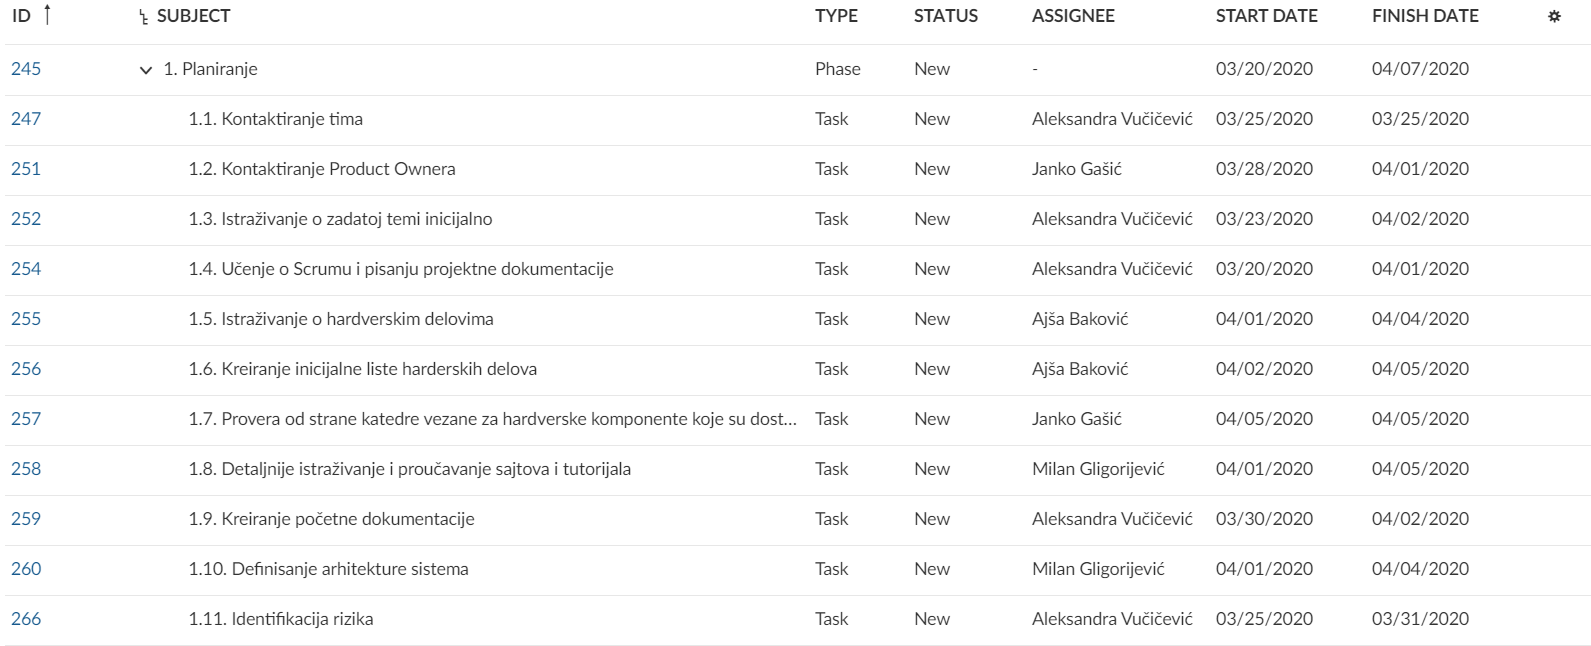 ID SUBJECT TYPE STATUS ASSIGNEE START DATE FINISH DATE
245 1. Planiranje Phase New - 03/20/2020 04/07/2020
247 1.1. Kontaktiranje tima Task New Aleksandra Vučičević 03/25/2020 03/25/2020
251 1.2. Kontaktiranje Product Ownera Task New Janko Gašić 03/28/2020 04/01/2020
252 1.3. Istraživanje o zadatoj temi inicijalno Task New Aleksandra Vučičević 03/23/2020 04/02/2020
254 1.4. Učenje o Scrumu i pisanju projektne dokumentacije Task New Aleksandra Vučičević 03/20/2020 04/01/2020
255 1.5. Istraživanje o hardverskim delovima Task New Ajša Baković 04/01/2020 04/04/2020
256 1.6. Kreiranje inicijalne liste harderskih delova Task New Ajša Baković 04/02/2020 04/05/2020
257 1.7. Provera od strane katedre vezane za hardverske komponente koje su dost... Task New Janko Gašić 04/05/2020 04/05/2020
258 1.8. Detaljnije istraživanje i proučavanje sajtova i tutorijala Task New Milan Gligorijević 04/01/2020 04/05/2020
259 1.9. Kreiranje početne dokumentacije Task New Aleksandra Vučičević 03/30/2020 04/02/2020
260 1.10. Definisanje arhitekture sistema Task New Milan Gligorijević 04/01/2020 04/04/2020
266 1.11. Identifikacija rizika Task New Aleksandra Vučičević 03/25/2020 03/31/2020